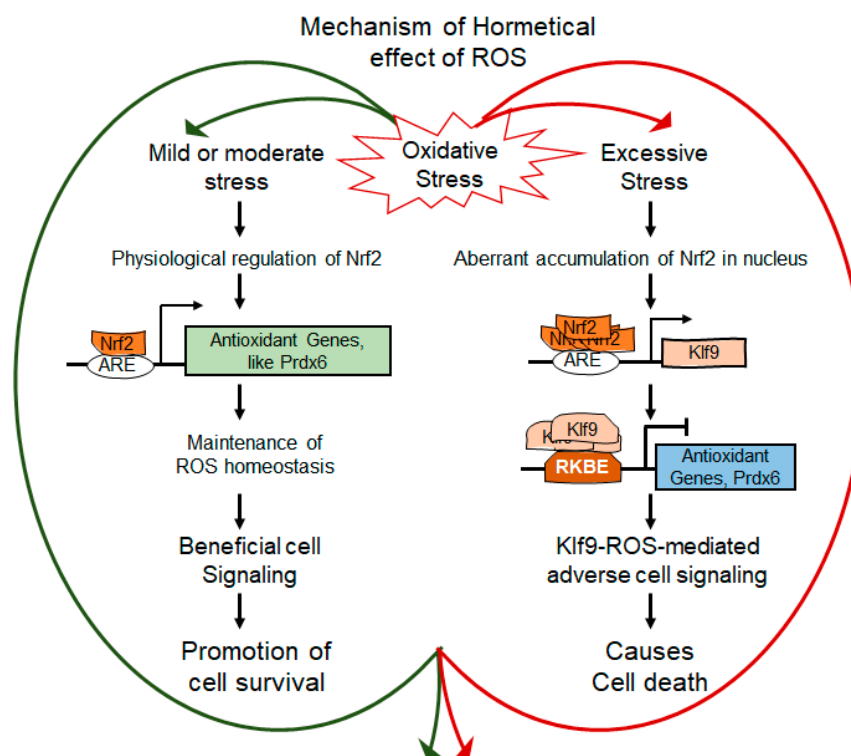 Mechanism of Hormetical
effect of ROS
Oxidative
Stress
Mild or moderate
stress
Physiological regulation of Nrf2
Nrf2
ARE
Antioxidant Genes,
like Prdx6
Maintenance of
ROS homeostasis
Beneficial cell
Signaling
Promotion of
cell survival
Excessive
Stress
Aberrant accumulation of Nrf2 in nucleus
Nrf2
Nrf2
ARE
Klf9
Klf9
RKBE
Antioxidant
Genes, Prdx6
Klf9-ROS-mediated
adverse cell signaling
Causes
Cell death